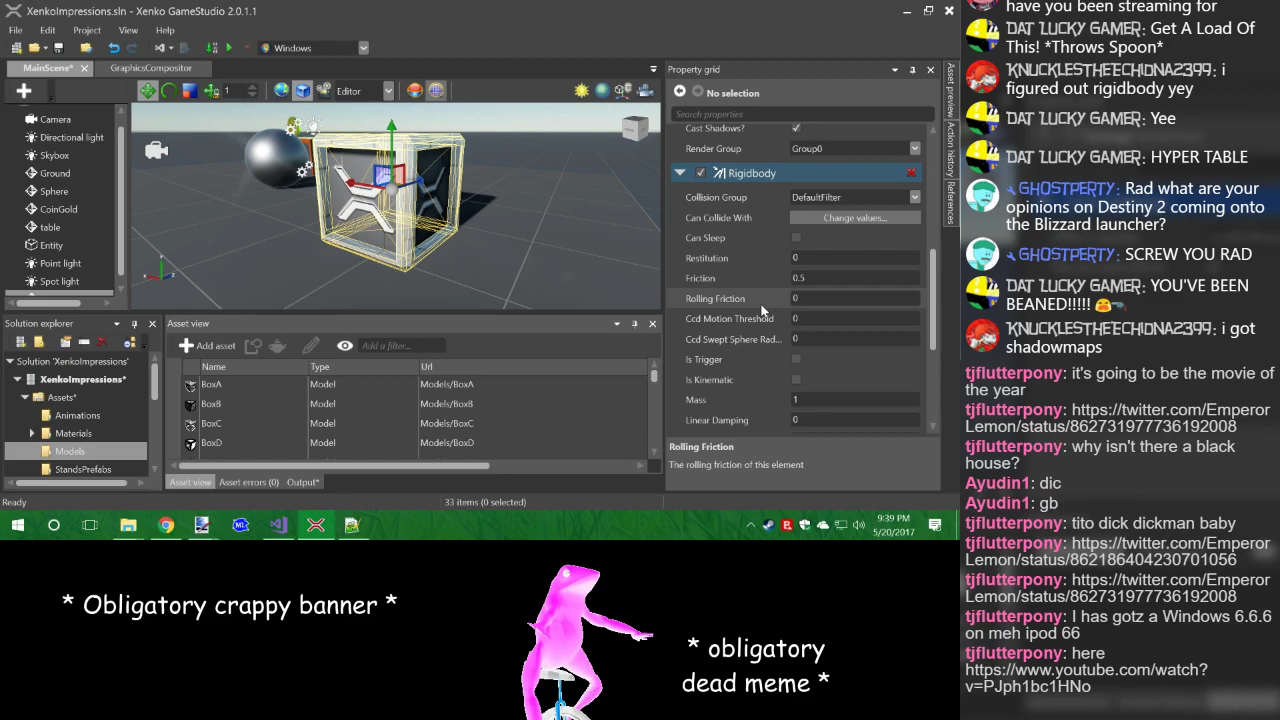 XenkoImpressions.sln - Xenko GameStudio 2.0.1.1
File Edit Project View Help
Windows
MainScene* GraphicsCompositor
1 Editor
Camera
Directional light
Skybox
Ground
Sphere
CoinGold
table
Entity
Point light
Spot light
Property grid
No selection
Search properties
Cast Shadows?
Render Group Group0
Rigidbody
Collision Group DefaultFilter
Can Collide With Change values...
Can Sleep
Restitution 0
Friction 0.5
Rolling Friction 0
Ccd Motion Threshold 0
Ccd Swept Sphere Rad... 0
Is Trigger
Is Kinematic
Mass 1
Linear Damping 0
Rolling Friction
The rolling friction of this element
Asset preview
Action history
References
Solution explorer
Solution 'XenkoImpressions'
XenkoImpressions*
Assets*
Animations
Materials
Models
StandsPrefabs
Asset view
Add asset Add a filter...
Name Type Url
BoxA Model Models/BoxA
BoxB Model Models/BoxB
BoxC Model Models/BoxC
BoxD Model Models/BoxD
Asset view Asset errors (0) Output*
Ready 33 items (0 selected)
9:39 PM
5/20/2017
* Obligatory crappy banner *
* obligatory
dead meme *
have you been streaming for
DAT LUCKY GAMER: Get A Load Of
This! *Throws Spoon*
KNUCKLESTHEECHIDNA2399: i
figured out rigidbody yey
DAT LUCKY GAMER: Yee
DAT LUCKY GAMER: HYPER TABLE
GHOSTPERTY: Rad what are your
opinions on Destiny 2 coming onto
the Blizzard launcher?
GHOSTPERTY: SCREW YOU RAD
DAT LUCKY GAMER: YOU'VE BEEN
BEANED!!!!!
KNUCKLESTHEECHIDNA2399: i got
shadowmaps
tjflutterpony: it's going to be the movie of
the year
tjflutterpony: https://twitter.com/Emperor
Lemon/status/862731977736192008
tjflutterpony: why isn't there a black
house?
Ayudin1: dic
Ayudin1: gb
tjflutterpony: tito dick dickman baby
tjflutterpony: https://twitter.com/Emperor
Lemon/status/862186404230701056
tjflutterpony: https://twitter.com/Emperor
Lemon/status/862731977736192008
tjflutterpony: I has gotz a Windows 6.6.6
on meh ipod 66
tjflutterpony: here
https://www.youtube.com/watch?
v=PJph1bc1HNo